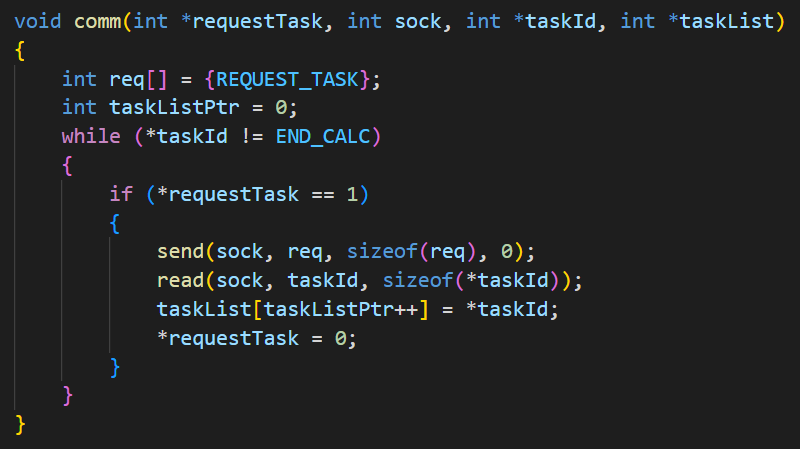 void comm(int *requestTask, int sock, int *taskId, int *taskList)
{
    int req[] = {REQUEST_TASK};
    int taskListPtr = 0;
    while (*taskId != END_CALC)
    {
        if (*requestTask == 1)
        {
            send(sock, req, sizeof(req), 0);
            read(sock, taskId, sizeof(*taskId));
            taskList[taskListPtr++] = *taskId;
            *requestTask = 0;
        }
    }
}